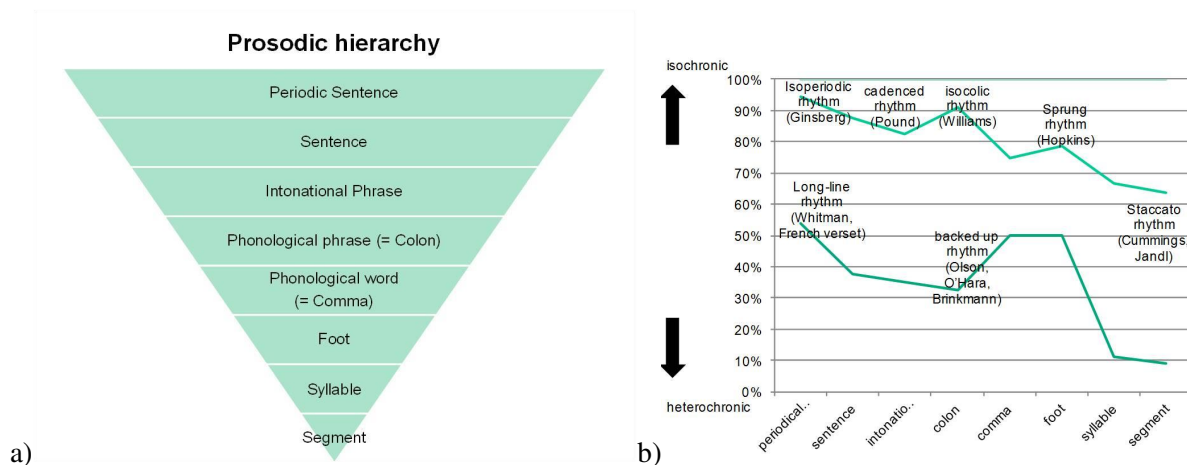 Prosodic hierarchy
Periodic Sentence
Sentence
Intonational Phrase
Phonological phrase (= Colon)
Phonological word
(= Comma)
Foot
Syllable
Segment
a)
isochronic
100%
90%
80%
70%
60%
50%
40%
30%
20%
10%
0%
heterochronic
Isoperiodic
rhythm
(Ginsberg)
cadenced
rhythm
(Pound)
isocolic
rhythm
(Williams)
Sprung
rhythm
(Hopkins)
Long-line
rhythm
(Whitman,
French verset)
backed up
rhythm
(Olson,
O'Hara,
Brinkmann)
Staccato
rhythm
(Cummings,
Jandl)
periodical..
sentence
intonatio..
colon
comma
foot
syllable
segment
b)